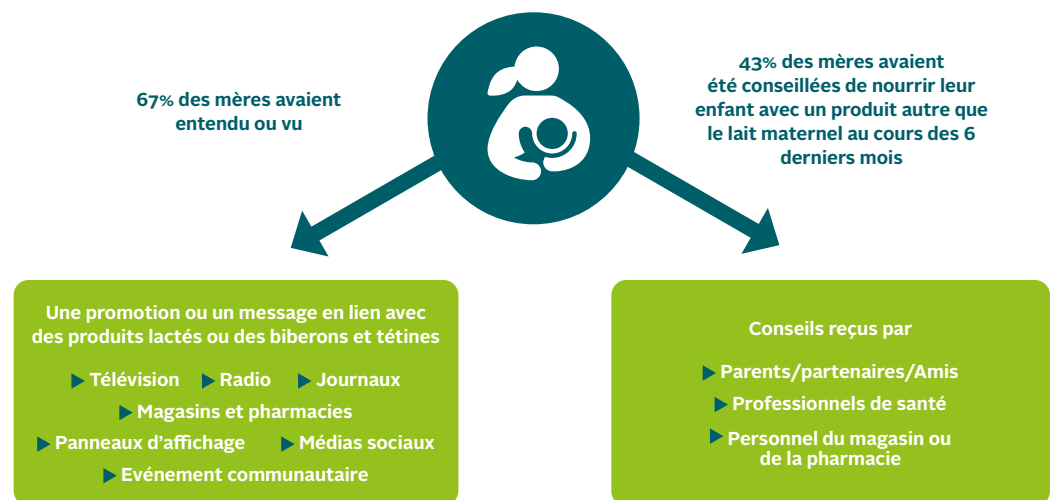 67% des mères avaient
entendu ou vu
43% des mères avaient
été conseillées de nourrir leur
enfant avec un produit autre que
le lait maternel au cours des 6
derniers mois
Une promotion ou un message en lien avec
des produits lactés ou des biberons et tétines
Télévision Radio Journaux
Magasins et pharmacies
Panneaux d'affichage Médias sociaux
Evénement communautaire
Conseils reçus par
Parents/partenaires/Amis
Professionnels de santé
Personnel du magasin ou
de la pharmacie